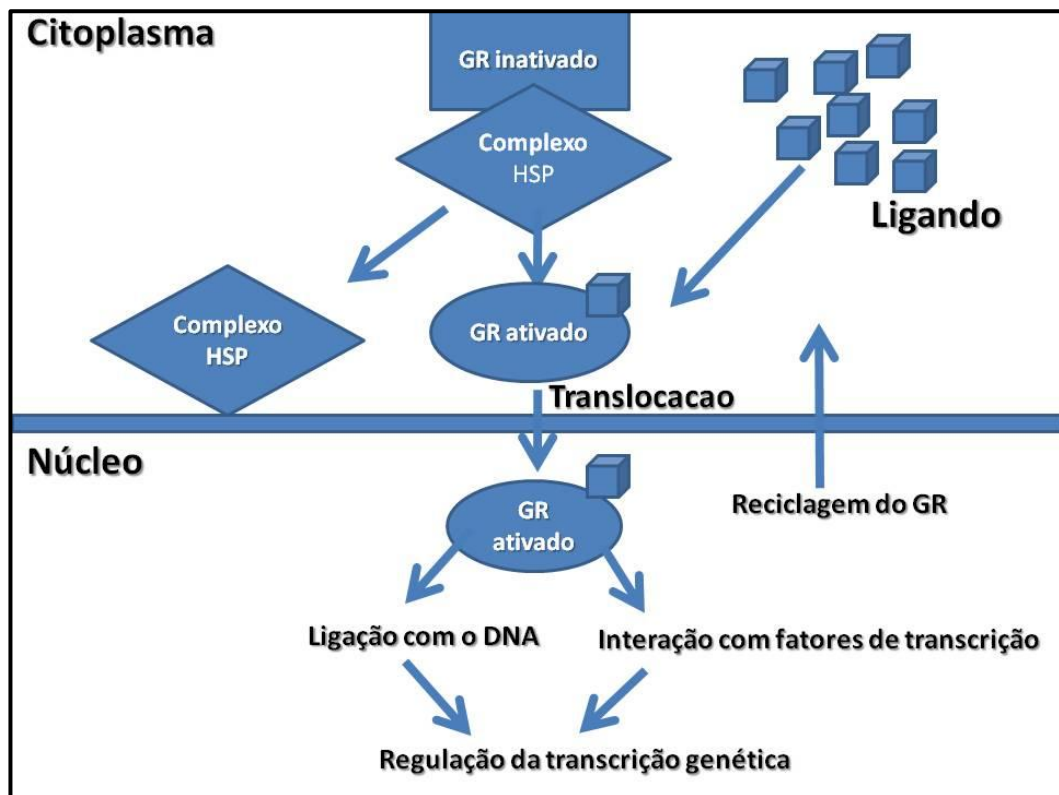 Citoplasma
GR inativado
Complexo
HSP
Ligando
Complexo
HSP
GR ativado
Translocacao
Núcleo
GR
ativado
Reciclagem do GR
Ligação com o DNA
Interação com fatores de transcrição
Regulação da transcrição genética